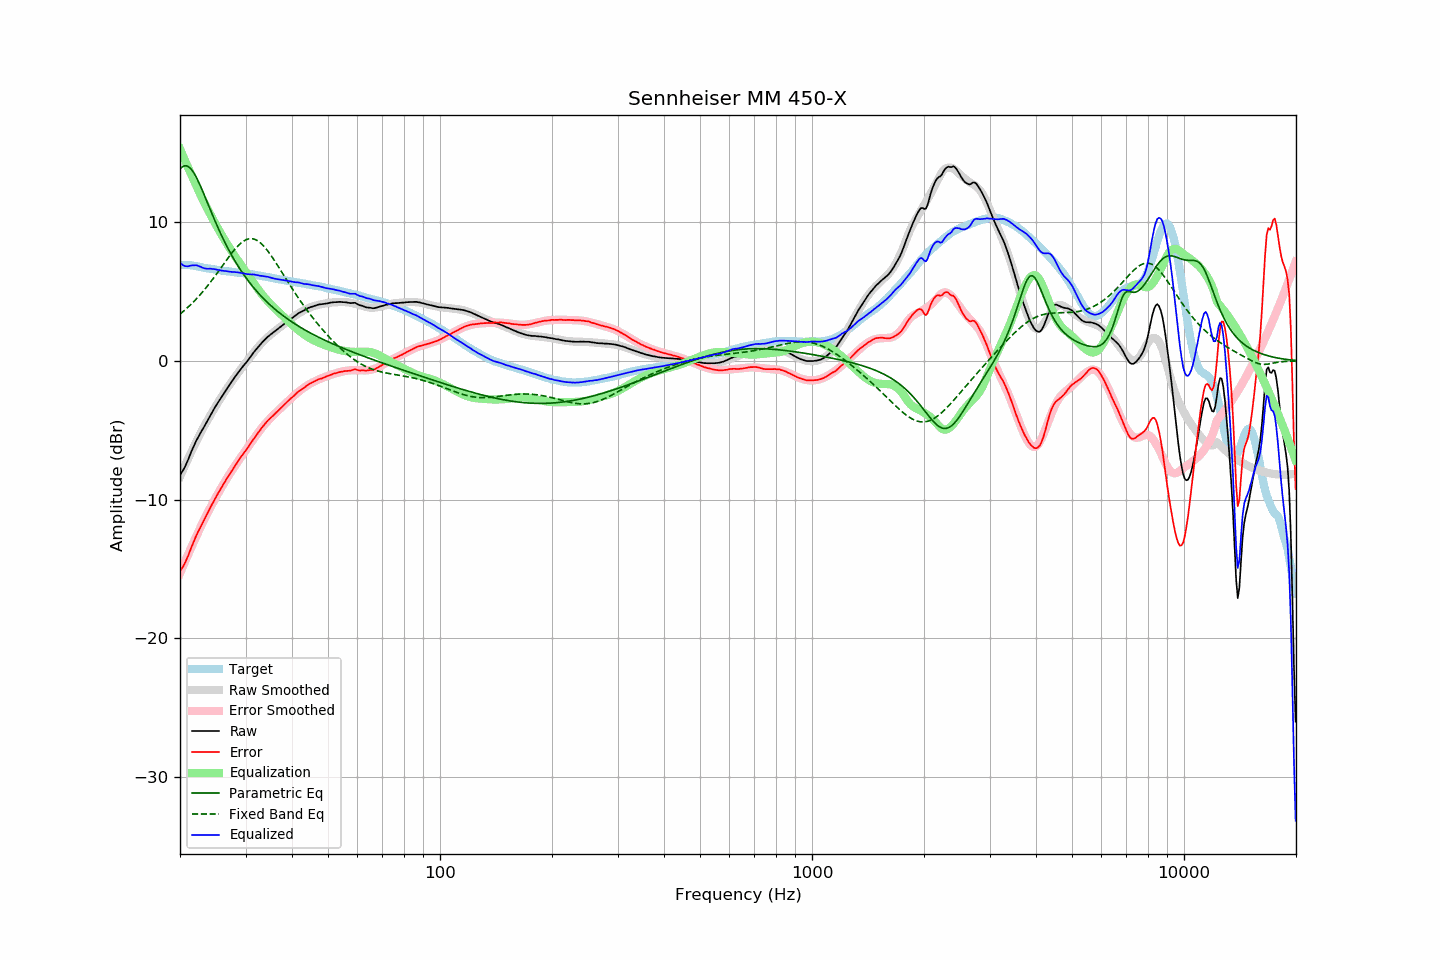 Sennheiser MM 450-X
10
0
−10
−20
−30
Amplitude (dBr)
Target
Raw Smoothed
Error Smoothed
Raw
Error
Equalization
Parametric Eq
Fixed Band Eq
Equalized
100
1000
10000
Frequency (Hz)